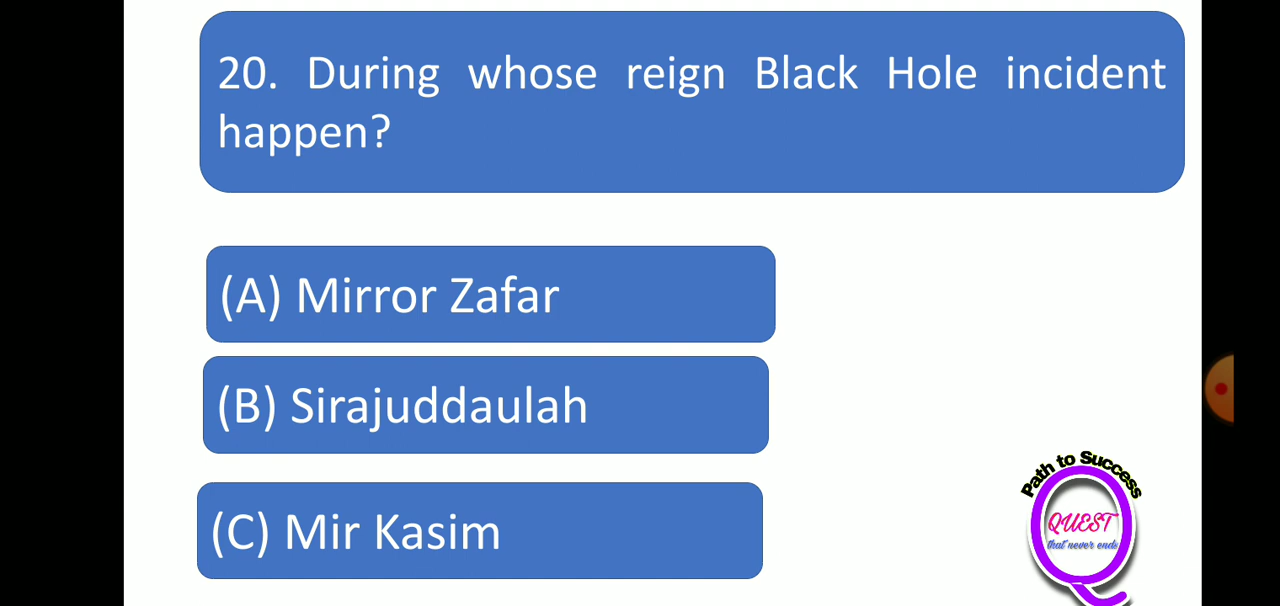 20. During whose reign Black Hole incident
happen?
(A) Mirror Zafar
(B) Sirajuddaulah
(C) Mir Kasim
Path to Success
QUEST
that never ends